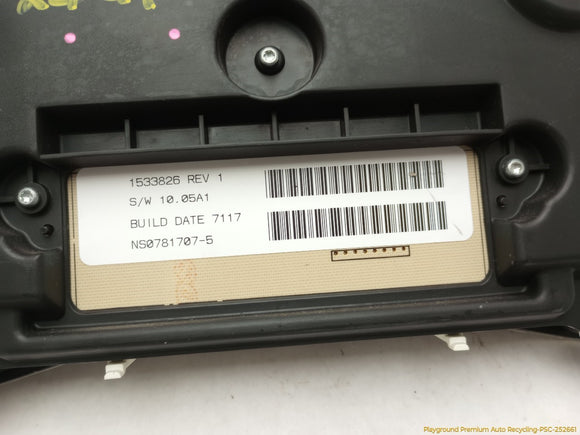 1533826 REV 1
S/W 10.05A1
BUILD DATE 7117
NS0781707-5
Playground Premium Auto Recycling-PSC-252661